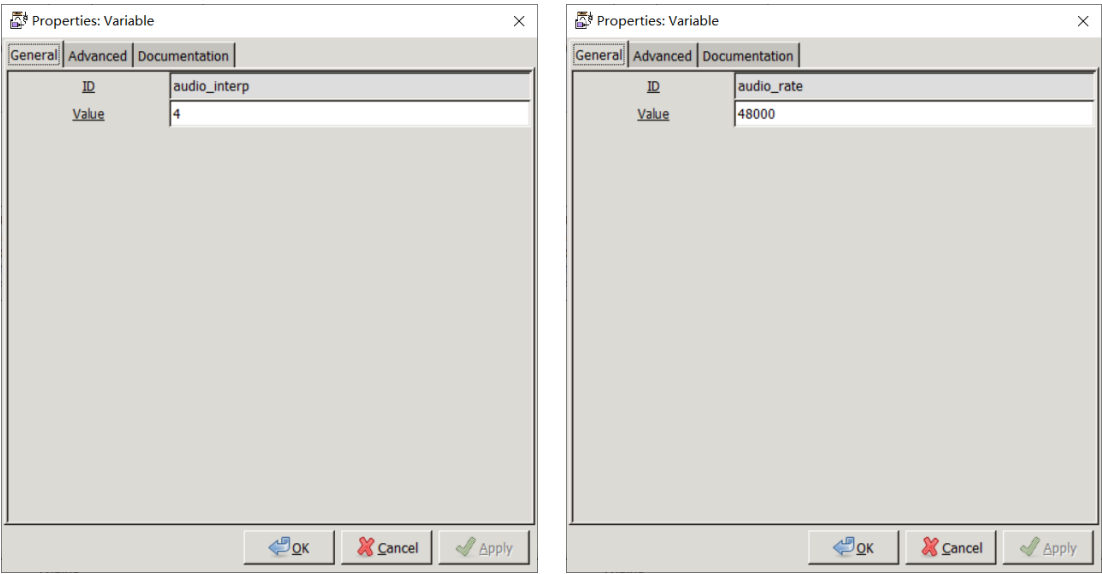 Properties: Variable
General Advanced Documentation
ID audio_interp
Value 4
OK Cancel Apply
Properties: Variable
General Advanced Documentation
ID audio_rate
Value 48000
OK Cancel Apply